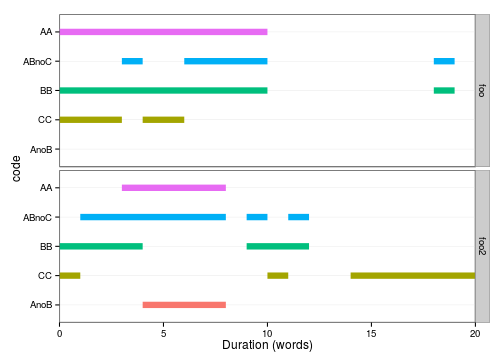 AA
ABnoC
BB
CC
AnoB
foo
AA
ABnoC
BB
CC
AnoB
foo2
code
0 5 10 15 20
Duration (words)